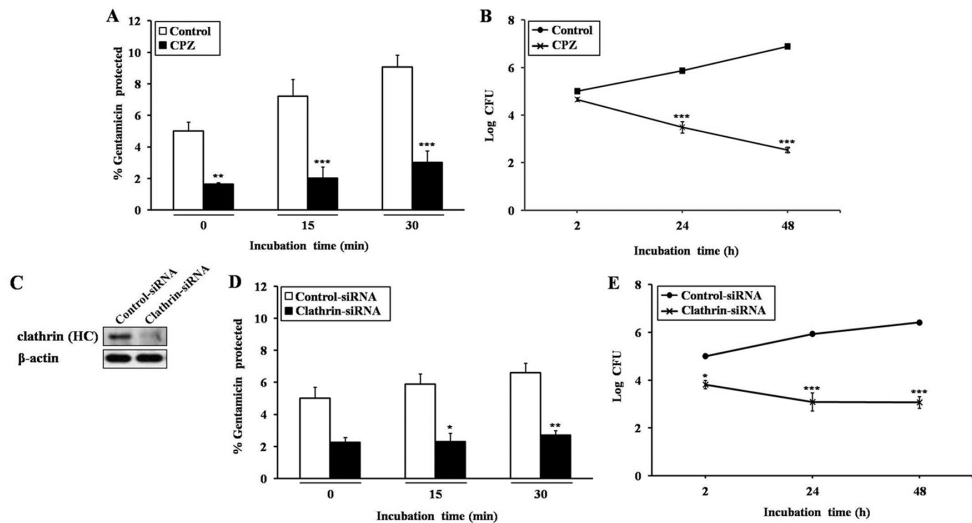 A
Control
CPZ
% Gentamicin protected
12
10
8
6
4
2
0
**
***
***
0
15
30
Incubation time (min)
B
Control
CPZ
Log CFU
8
6
4
2
0
***
***
2
24
48
Incubation time (h)
C
Control-siRNA
Clathrin-siRNA
clathrin (HC)
β-actin
D
Control-siRNA
Clathrin-siRNA
% Gentamicin protected
12
10
8
6
4
2
0
*
**
0
15
30
Incubation time (min)
E
Control-siRNA
Clathrin-siRNA
Log CFU
8
6
4
2
0
*
***
***
2
24
48
Incubation time (h)